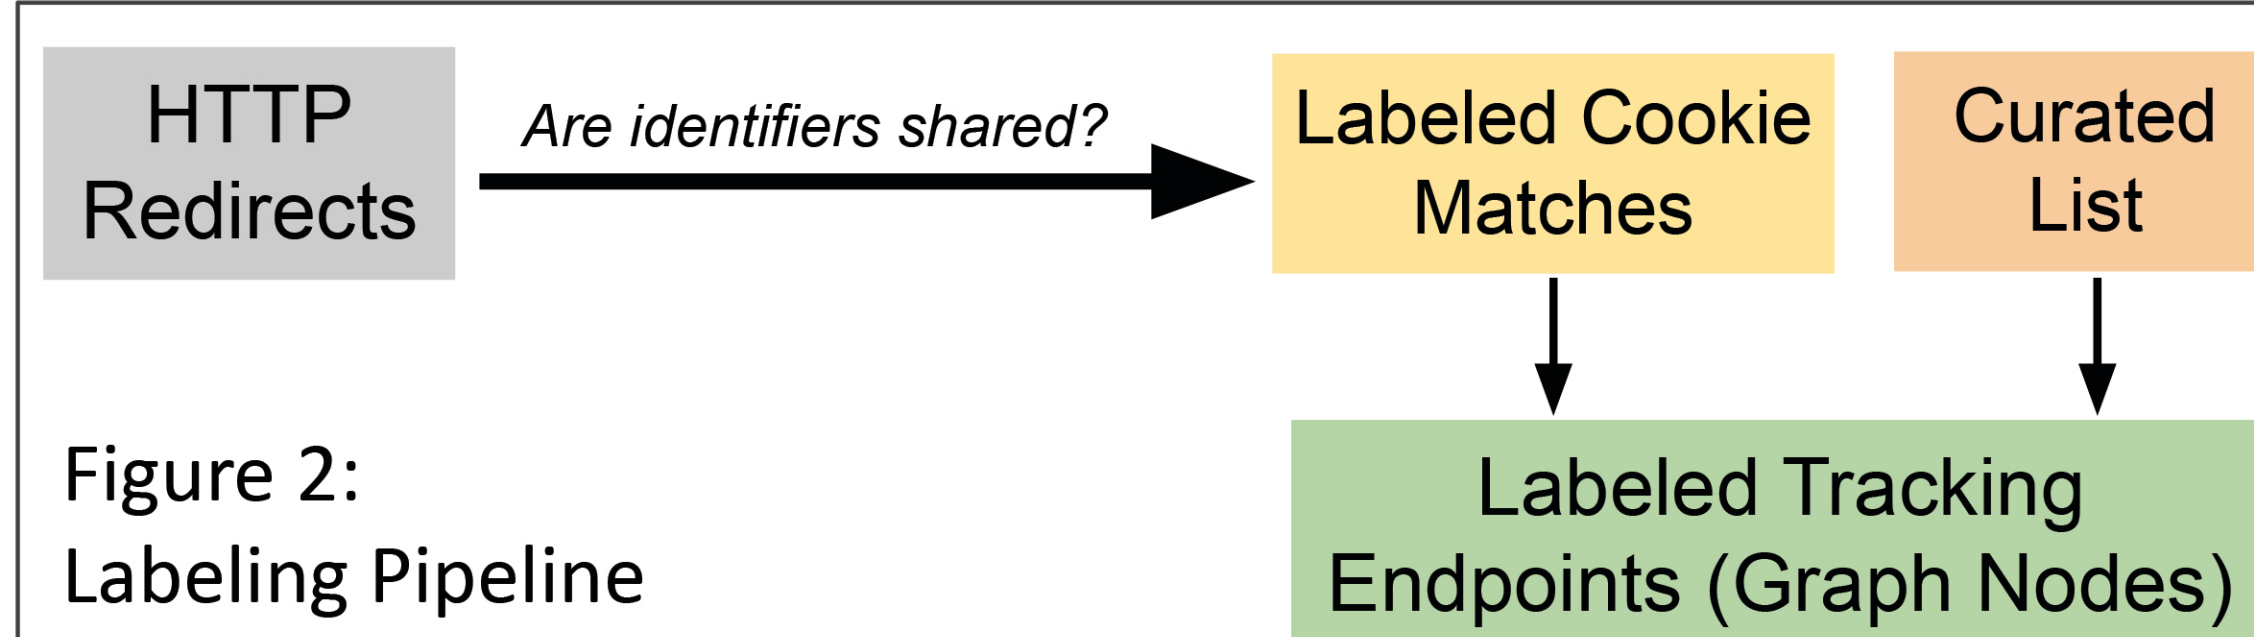 HTTP
Redirects
Are identifiers shared?
Labeled Cookie
Matches
Curated
List
Labeled Tracking
Endpoints (Graph Nodes)
Figure 2:
Labeling Pipeline